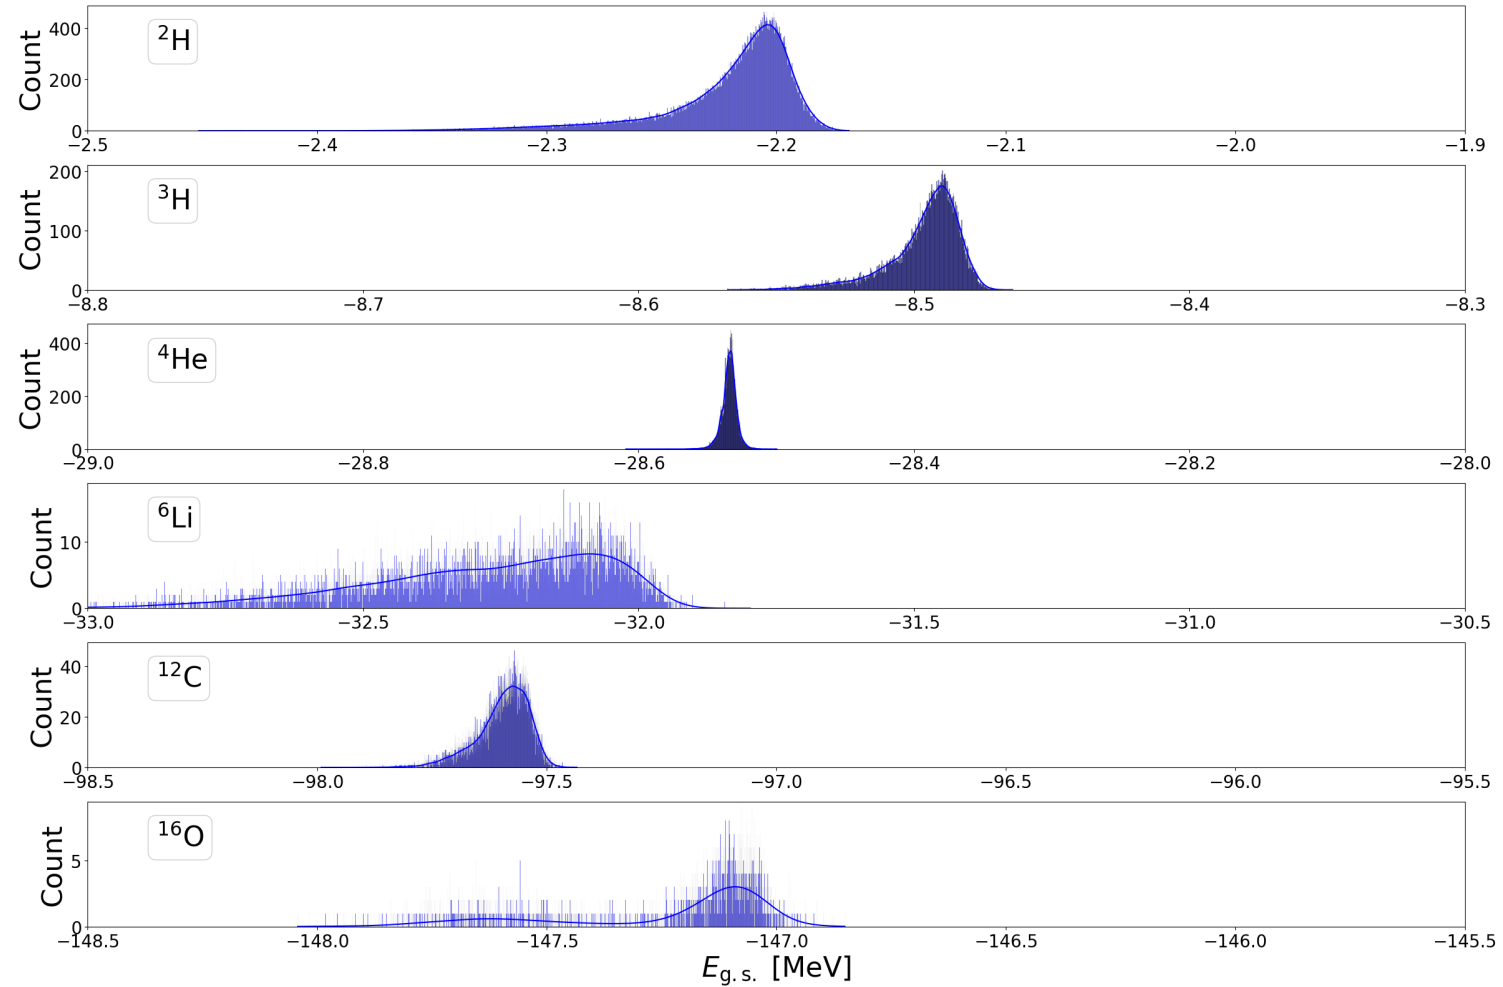 Count
400
200
0
²H
−2.5 −2.4 −2.3 −2.2 −2.1 −2.0 −1.9
Count
200
100
0
³H
−8.8 −8.7 −8.6 −8.5 −8.4 −8.3
Count
400
200
0
⁴He
−29.0 −28.8 −28.6 −28.4 −28.2 −28.0
Count
10
0
⁶Li
−33.0 −32.5 −32.0 −31.5 −31.0 −30.5
Count
40
20
0
¹²C
−98.5 −98.0 −97.5 −97.0 −96.5 −96.0 −95.5
Count
5
0
¹⁶O
−148.5 −148.0 −147.5 −147.0 −146.5 −146.0 −145.5
E_g.s. [MeV]